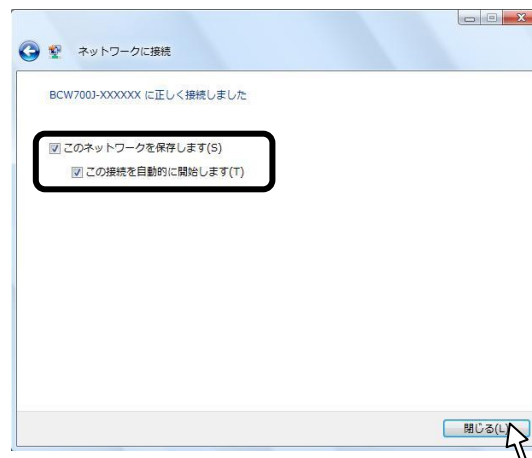 ネットワークに接続
BCW700J-XXXXXX に正しく接続しました
このネットワークを保存します(S)
この接続を自動的に開始します(T)
閉じる(L)